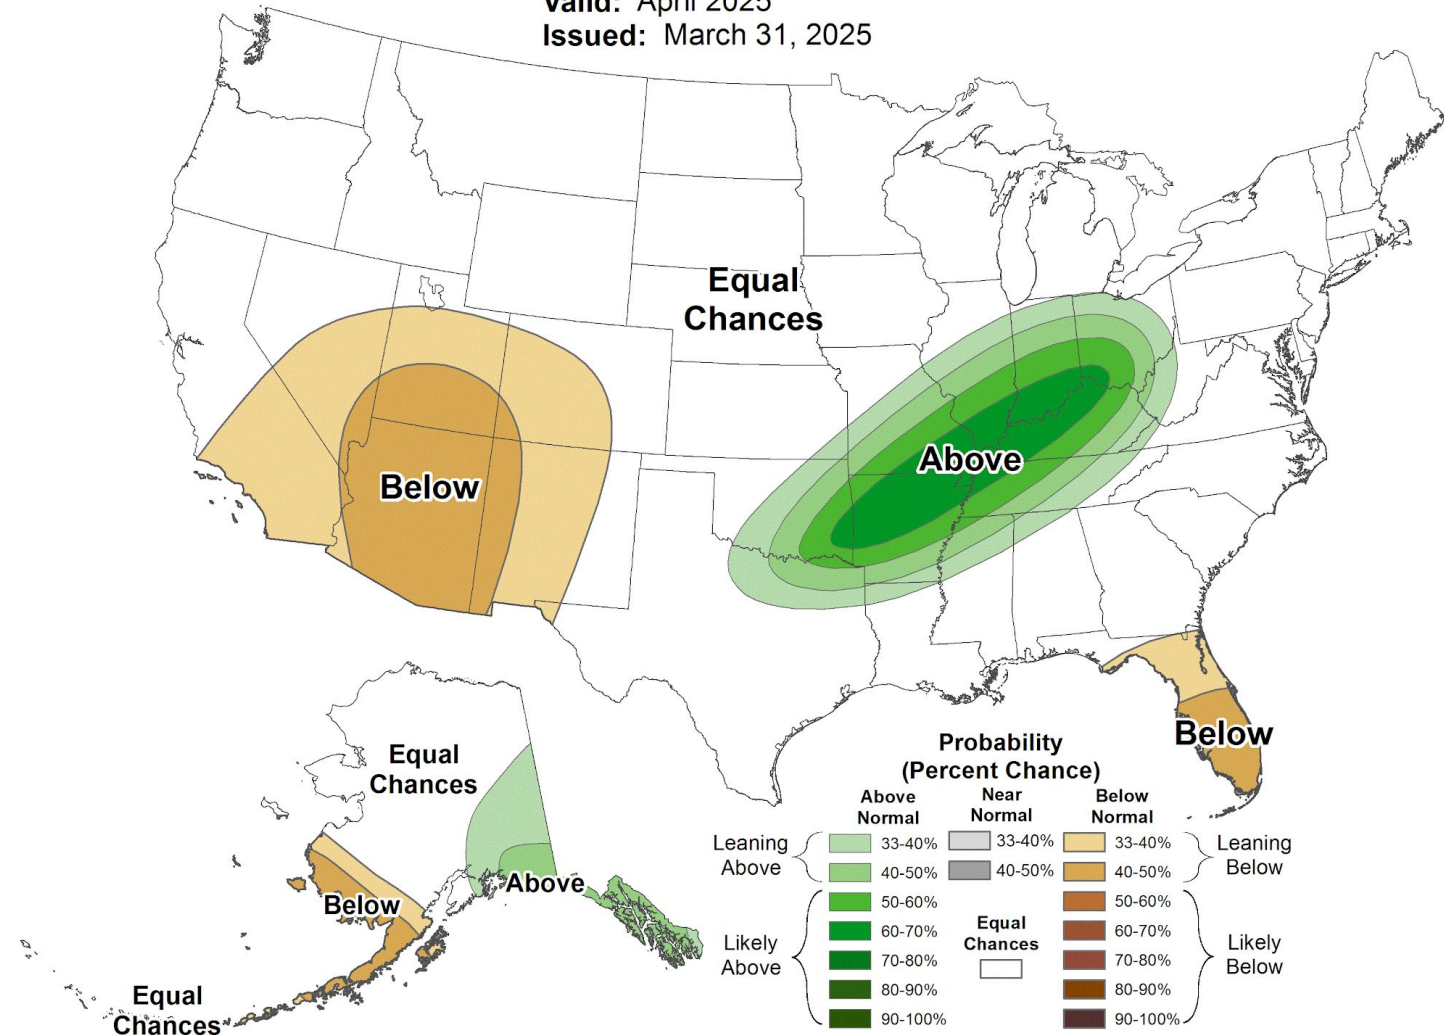 Valid: April 2025
Issued: March 31, 2025
Equal
Chances
Above
Below
Below
Equal
Chances
Above
Below
Equal
Chances
Probability
(Percent Chance)
Above
Normal
Near
Normal
Below
Normal
Leaning
Above
33-40%
33-40%
33-40%
Leaning
Below
40-50%
40-50%
40-50%
50-60%
50-60%
Likely
Above
60-70%
Equal
Chances
60-70%
Likely
Below
70-80%
70-80%
80-90%
80-90%
90-100%
90-100%